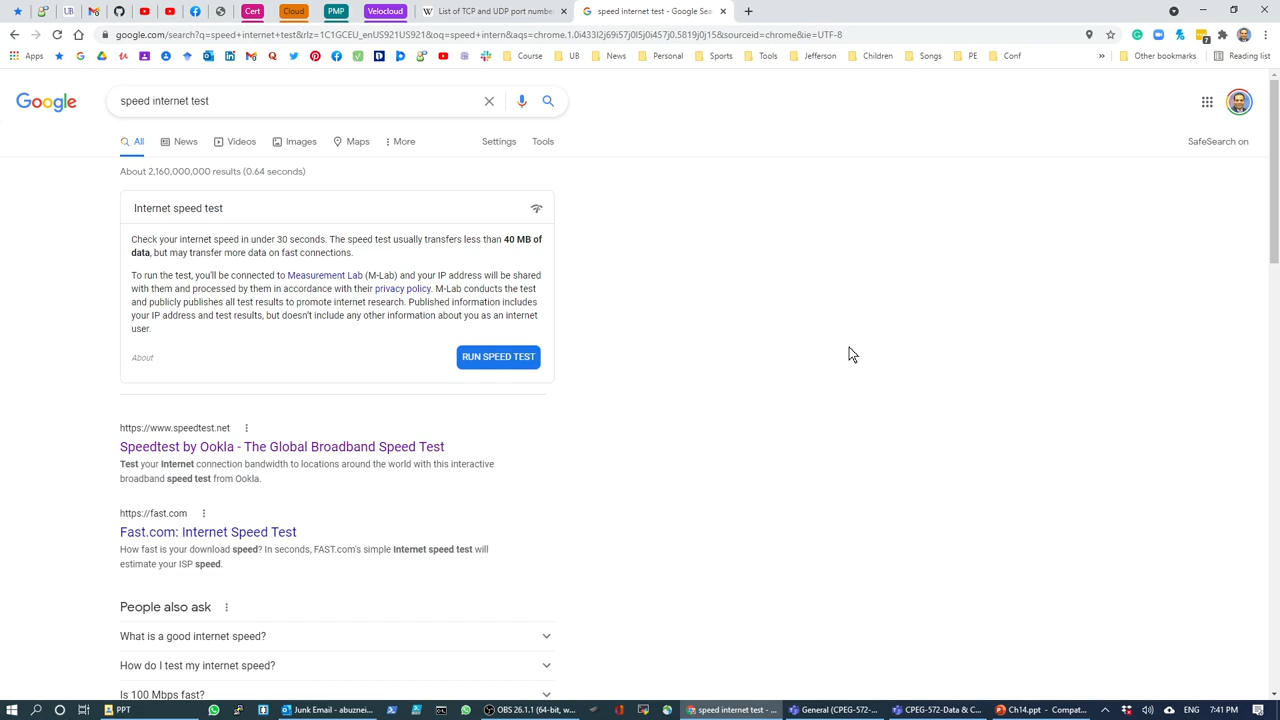 Cert
Cloud
PMP
Velocloud
W List of TCP and UDP port number
speed internet test - Google Sea
google.com/search?q=speed+internet+test&rlz=1C1GCEU_enUS921US921&oq=speed+intern&aqs=chrome.1.0i433i2j69i57j0l5j0i457j0.5819j0j15&sourceid=chrome&ie=UTF-8
Apps
Course
UB
News
Personal
Sports
Tools
Jefferson
Children
Songs
PE
Conf
»
Other bookmarks
Reading list
Google
speed internet test
All
News
Videos
Images
Maps
More
Settings
Tools
SafeSearch on
About 2,160,000,000 results (0.64 seconds)
Internet speed test
Check your internet speed in under 30 seconds. The speed test usually transfers less than 40 MB of
data, but may transfer more data on fast connections.
To run the test, you'll be connected to Measurement Lab (M-Lab) and your IP address will be shared
with them and processed by them in accordance with their privacy policy. M-Lab conducts the test
and publicly publishes all test results to promote internet research. Published information includes
your IP address and test results, but doesn't include any other information about you as an internet
user.
About
RUN SPEED TEST
https://www.speedtest.net
Speedtest by Ookla - The Global Broadband Speed Test
Test your Internet connection bandwidth to locations around the world with this interactive
broadband speed test from Ookla.
https://fast.com
Fast.com: Internet Speed Test
How fast is your download speed? In seconds, FAST.com's simple Internet speed test will
estimate your ISP speed.
People also ask
What is a good internet speed?
How do I test my internet speed?
Is 100 Mbps fast?
PPT
Junk Email - abuznei...
OBS 26.1.1 (64-bit, w...
speed internet test - ...
General (CPEG-572-...
CPEG-572-Data & C...
Ch14.ppt - Compat...
7:41 PM